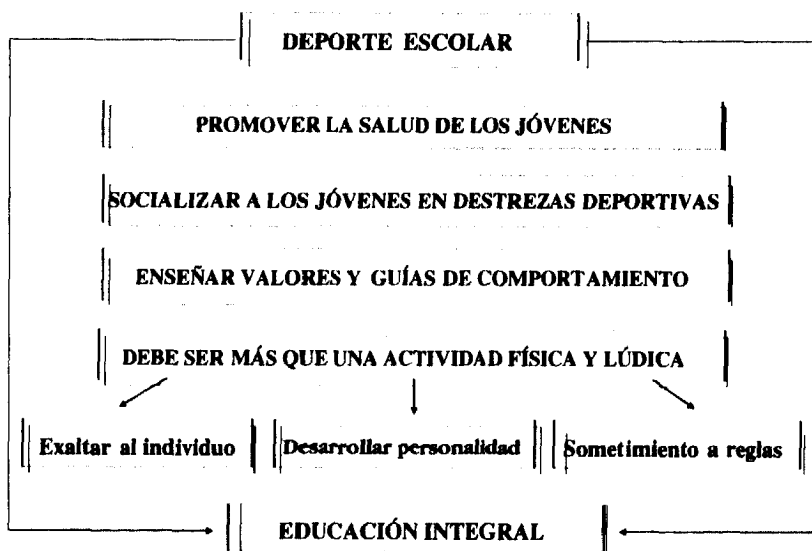 DEPORTE ESCOLAR
PROMOVER LA SALUD DE LOS JÓVENES
SOCIALIZAR A LOS JÓVENES EN DESTREZAS DEPORTIVAS
ENSEÑAR VALORES Y GUÍAS DE COMPORTAMIENTO
DEBE SER MÁS QUE UNA ACTIVIDAD FÍSICA Y LÚDICA
Exaltar al individuo Desarrollar personalidad Sometimiento a reglas
EDUCACIÓN INTEGRAL